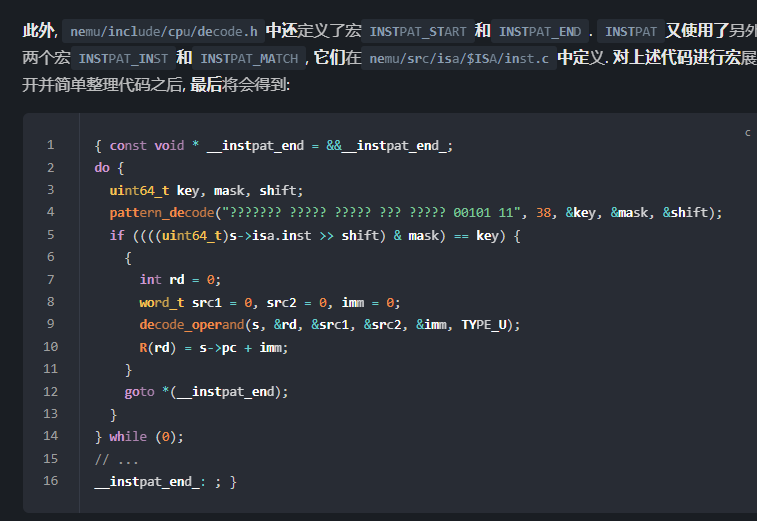 此外, nemu/include/cpu/decode.h 中还定义了宏 INSTPAT_START 和 INSTPAT_END . INSTPAT 又使用了另外
两个宏 INSTPAT_INST 和 INSTPAT_MATCH , 它们在 nemu/src/isa/$ISA/inst.c 中定义. 对上述代码进行宏展
开并简单整理代码之后, 最后将会得到:
c
1 { const void * __instpat_end = &&__instpat_end_;
2 do {
3 uint64_t key, mask, shift;
4 pattern_decode("??????? ????? ????? ??? ????? 00101 11", 38, &key, &mask, &shift);
5 if ((((uint64_t)s->isa.inst >> shift) & mask) == key) {
6 {
7 int rd = 0;
8 word_t src1 = 0, src2 = 0, imm = 0;
9 decode_operand(s, &rd, &src1, &src2, &imm, TYPE_U);
10 R(rd) = s->pc + imm;
11 }
12 goto *(__instpat_end);
13 }
14 } while (0);
15 // ...
16 __instpat_end_: ; }